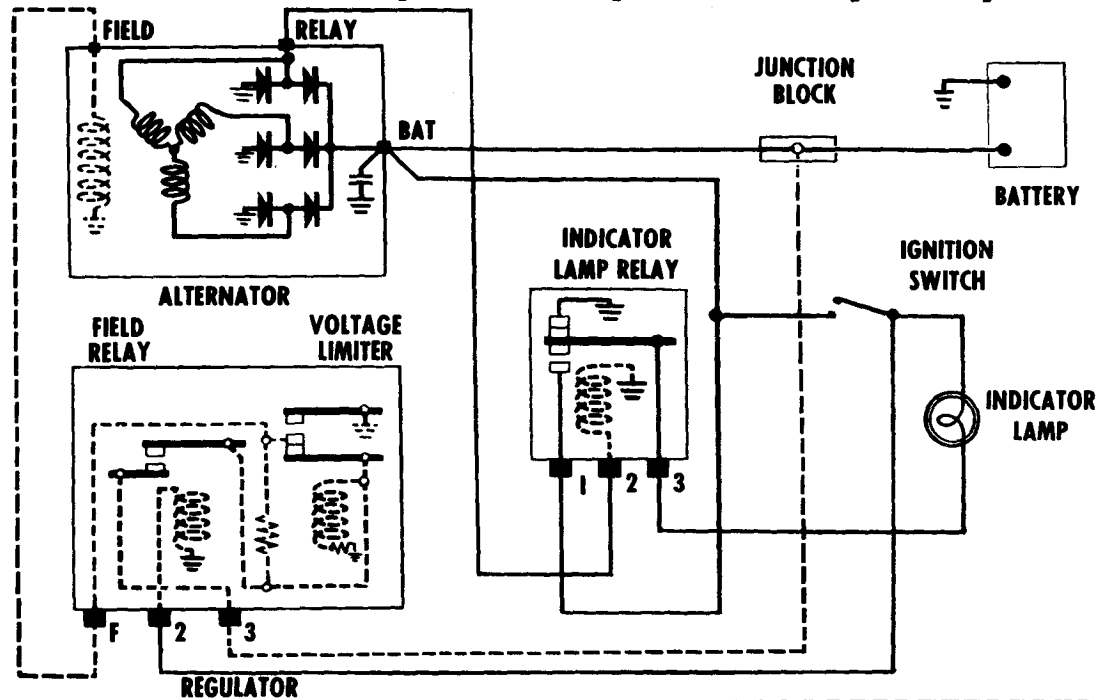 FIELD
RELAY
JUNCTION
BLOCK
BAT
BATTERY
INDICATOR
LAMP RELAY
IGNITION
SWITCH
ALTERNATOR
FIELD
RELAY
VOLTAGE
LIMITER
INDICATOR
LAMP
1 2 3
F 2 3
REGULATOR